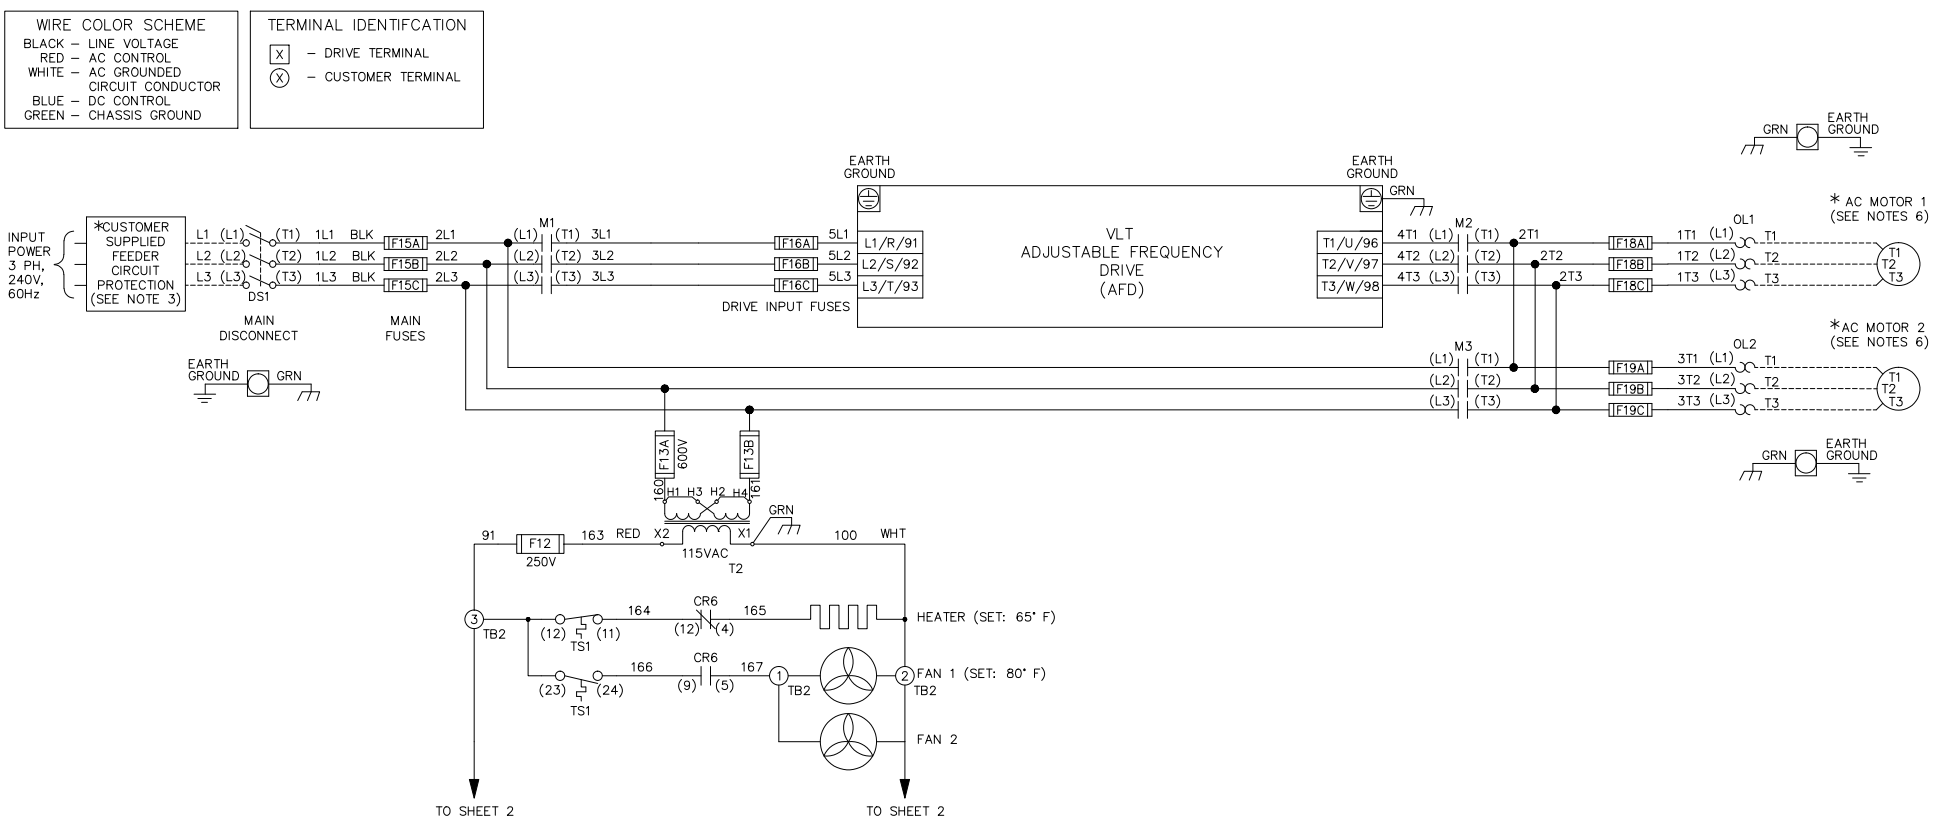 WIRE COLOR SCHEME
BLACK – LINE VOLTAGE
RED – AC CONTROL
WHITE – AC GROUNDED
CIRCUIT CONDUCTOR
BLUE – DC CONTROL
GREEN – CHASSIS GROUND
TERMINAL IDENTIFCATION
X – DRIVE TERMINAL
X – CUSTOMER TERMINAL
GRN
EARTH
GROUND
INPUT
POWER
3 PH,
240V,
60Hz
*CUSTOMER
SUPPLIED
FEEDER
CIRCUIT
PROTECTION
(SEE NOTE 3)
L1 (L1) (T1) 1L1 BLK F15A 2L1 (L1) M1 (T1) 3L1 F16A 5L1 L1/R/91
L2 (L2) (T2) 1L2 BLK F15B 2L2 (L2) (T2) 3L2 F16B 5L2 L2/S/92
L3 (L3) (T3) 1L3 BLK F15C 2L3 (L3) (T3) 3L3 F16C 5L3 L3/T/93
DS1
MAIN
DISCONNECT
MAIN
FUSES
DRIVE INPUT FUSES
EARTH
GROUND
VLT
ADJUSTABLE FREQUENCY
DRIVE
(AFD)
EARTH
GROUND
GRN
T1/U/96 4T1 (L1) M2 (T1) 2T1 F18A 1T1 (L1) OL1 T1
T2/V/97 4T2 (L2) (T2) 2T2 F18B 1T2 (L2) T2
T3/W/98 4T3 (L3) (T3) 2T3 F18C 1T3 (L3) T3
* AC MOTOR 1
(SEE NOTES 6)
T1
T2
T3
EARTH
GROUND
GRN
M3
(L1) (T1) F19A 3T1 (L1) OL2 T1
(L2) (T2) F19B 3T2 (L2) T2
(L3) (T3) F19C 3T3 (L3) T3
*AC MOTOR 2
(SEE NOTES 6)
T1
T2
T3
GRN
EARTH
GROUND
F13A
600V
F13B
160
H1 H3 H2 H4
161
GRN
91 F12 163 RED X2 X1 100 WHT
250V
115VAC
T2
3
TB2
(12) (11)
TS1
164
CR6
(12) (4)
165
HEATER (SET: 65° F)
(23) (24)
TS1
166
CR6
(9) (5)
167
1
TB2
2
TB2
FAN 1 (SET: 80° F)
FAN 2
TO SHEET 2
TO SHEET 2